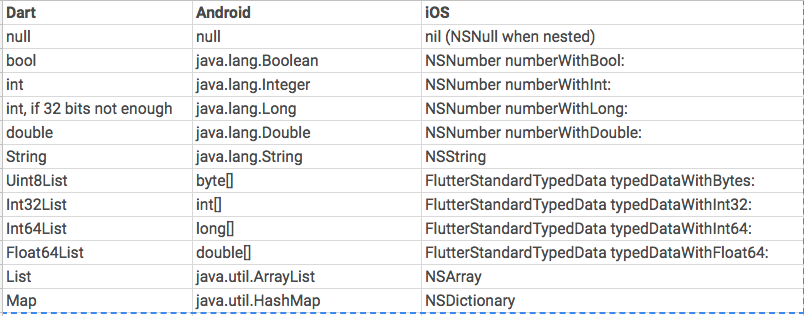 Dart Android iOS
null null nil (NSNull when nested)
bool java.lang.Boolean NSNumber numberWithBool:
int java.lang.Integer NSNumber numberWithInt:
int, if 32 bits not enough java.lang.Long NSNumber numberWithLong:
double java.lang.Double NSNumber numberWithDouble:
String java.lang.String NSString
Uint8List byte[] FlutterStandardTypedData typedDataWithBytes:
Int32List int[] FlutterStandardTypedData typedDataWithInt32:
Int64List long[] FlutterStandardTypedData typedDataWithInt64:
Float64List double[] FlutterStandardTypedData typedDataWithFloat64:
List java.util.ArrayList NSArray
Map java.util.HashMap NSDictionary